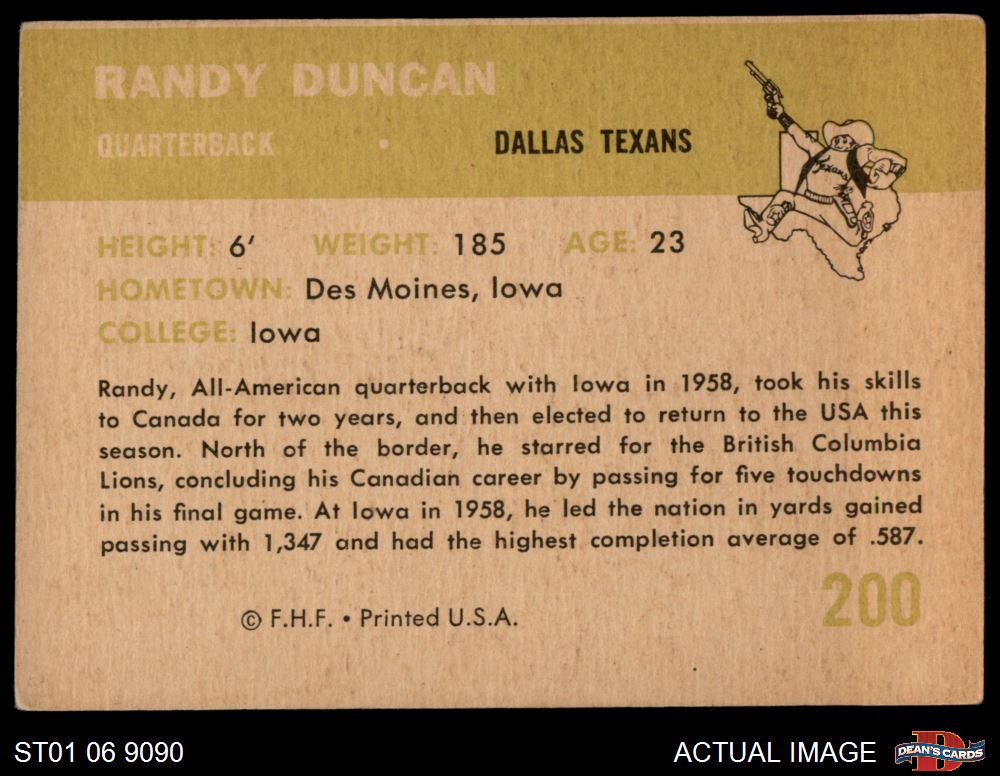 RANDY DUNCAN
QUARTERBACK • DALLAS TEXANS
Texans
HEIGHT: 6′ WEIGHT: 185 AGE: 23
HOMETOWN: Des Moines, Iowa
COLLEGE: Iowa
Randy, All-American quarterback with Iowa in 1958, took his skills
to Canada for two years, and then elected to return to the USA this
season. North of the border, he starred for the British Columbia
Lions, concluding his Canadian career by passing for five touchdowns
in his final game. At Iowa in 1958, he led the nation in yards gained
passing with 1,347 and had the highest completion average of .587.
200
© F.H.F. • Printed U.S.A.
ST01 06 9090 ACTUAL IMAGE D DEAN'S CARDS